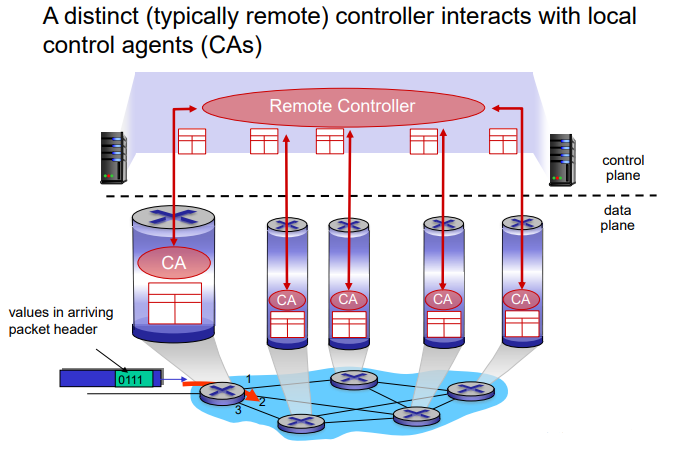 A distinct (typically remote) controller interacts with local
control agents (CAs)
Remote Controller
control
plane
data
plane
CA
CA
CA
CA
CA
values in arriving
packet header
0111
1
2
3